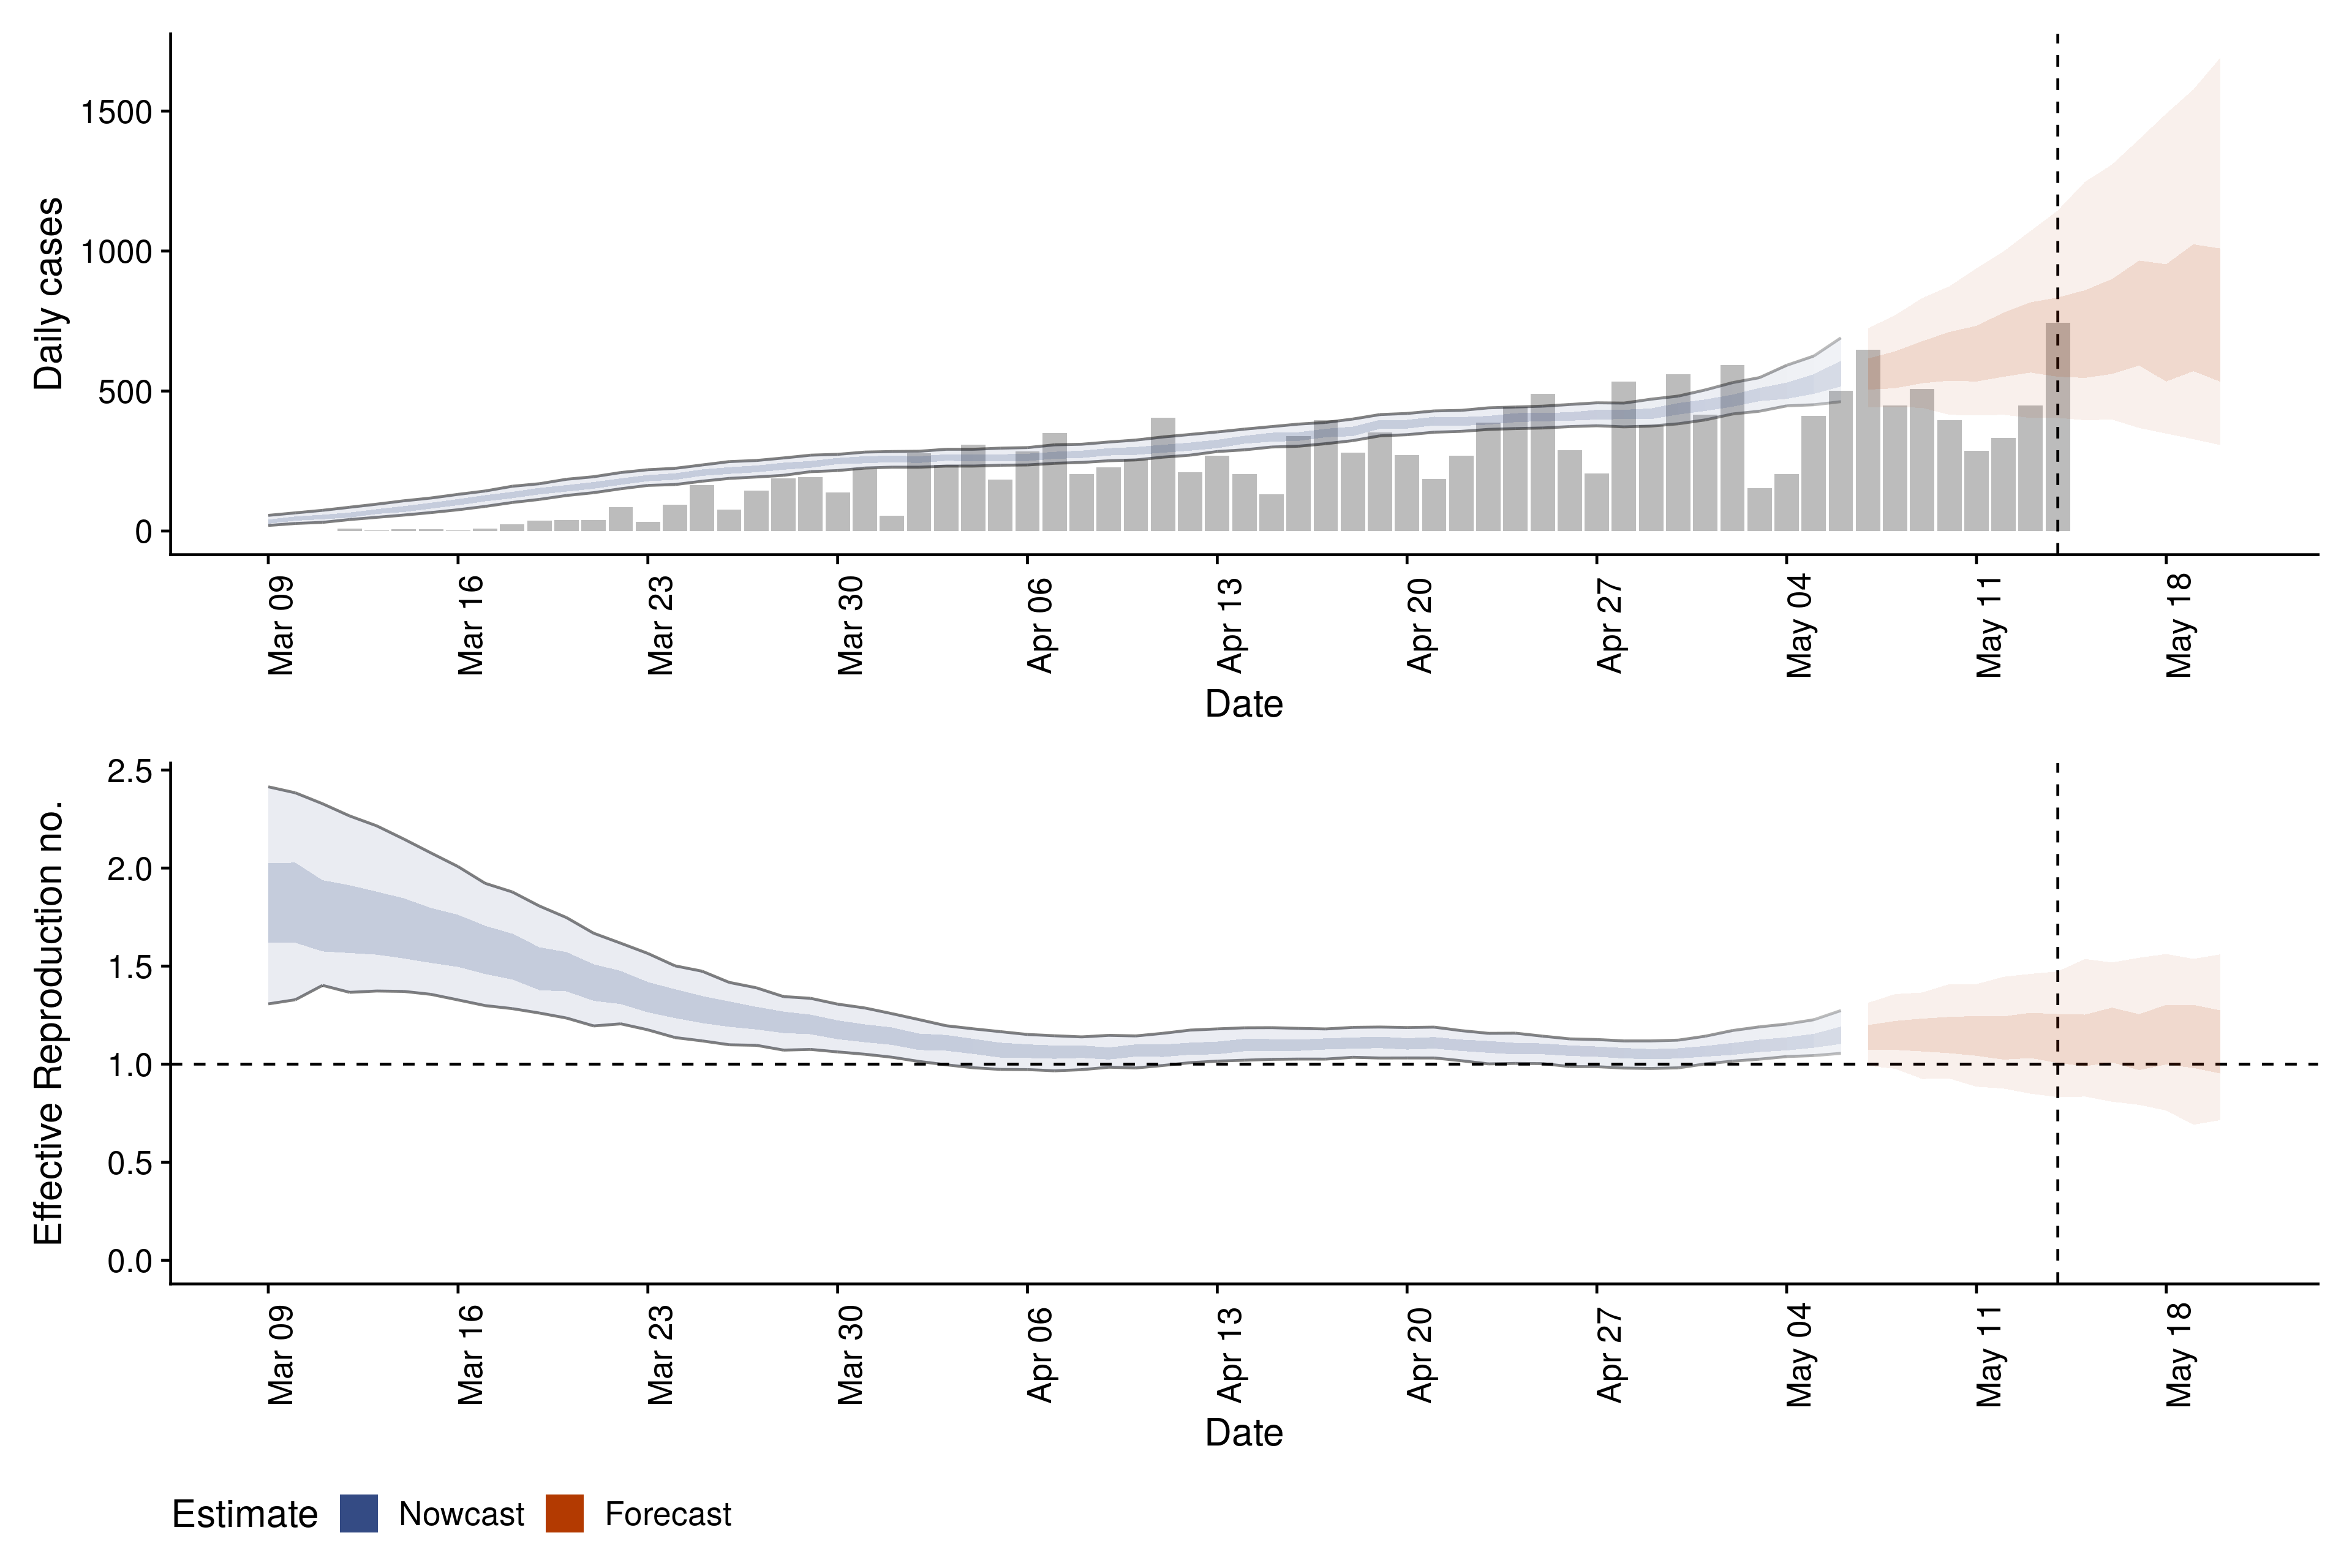 Daily cases
1500
1000
500
0
Mar 09
Mar 16
Mar 23
Mar 30
Apr 06
Apr 13
Apr 20
Apr 27
May 04
May 11
May 18
Date
Effective Reproduction no.
2.5
2.0
1.5
1.0
0.5
0.0
Mar 09
Mar 16
Mar 23
Mar 30
Apr 06
Apr 13
Apr 20
Apr 27
May 04
May 11
May 18
Date
Estimate Nowcast Forecast